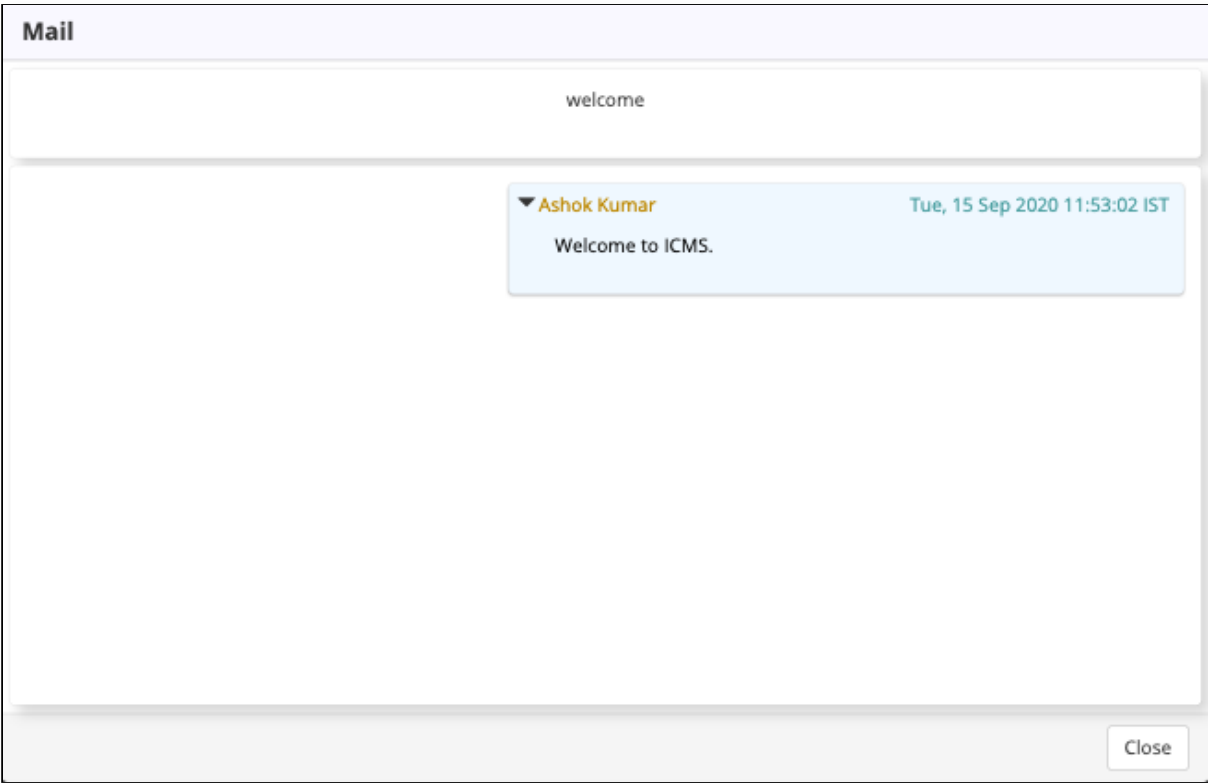 Mail
welcome
Ashok Kumar Tue, 15 Sep 2020 11:53:02 IST
Welcome to ICMS.
Close